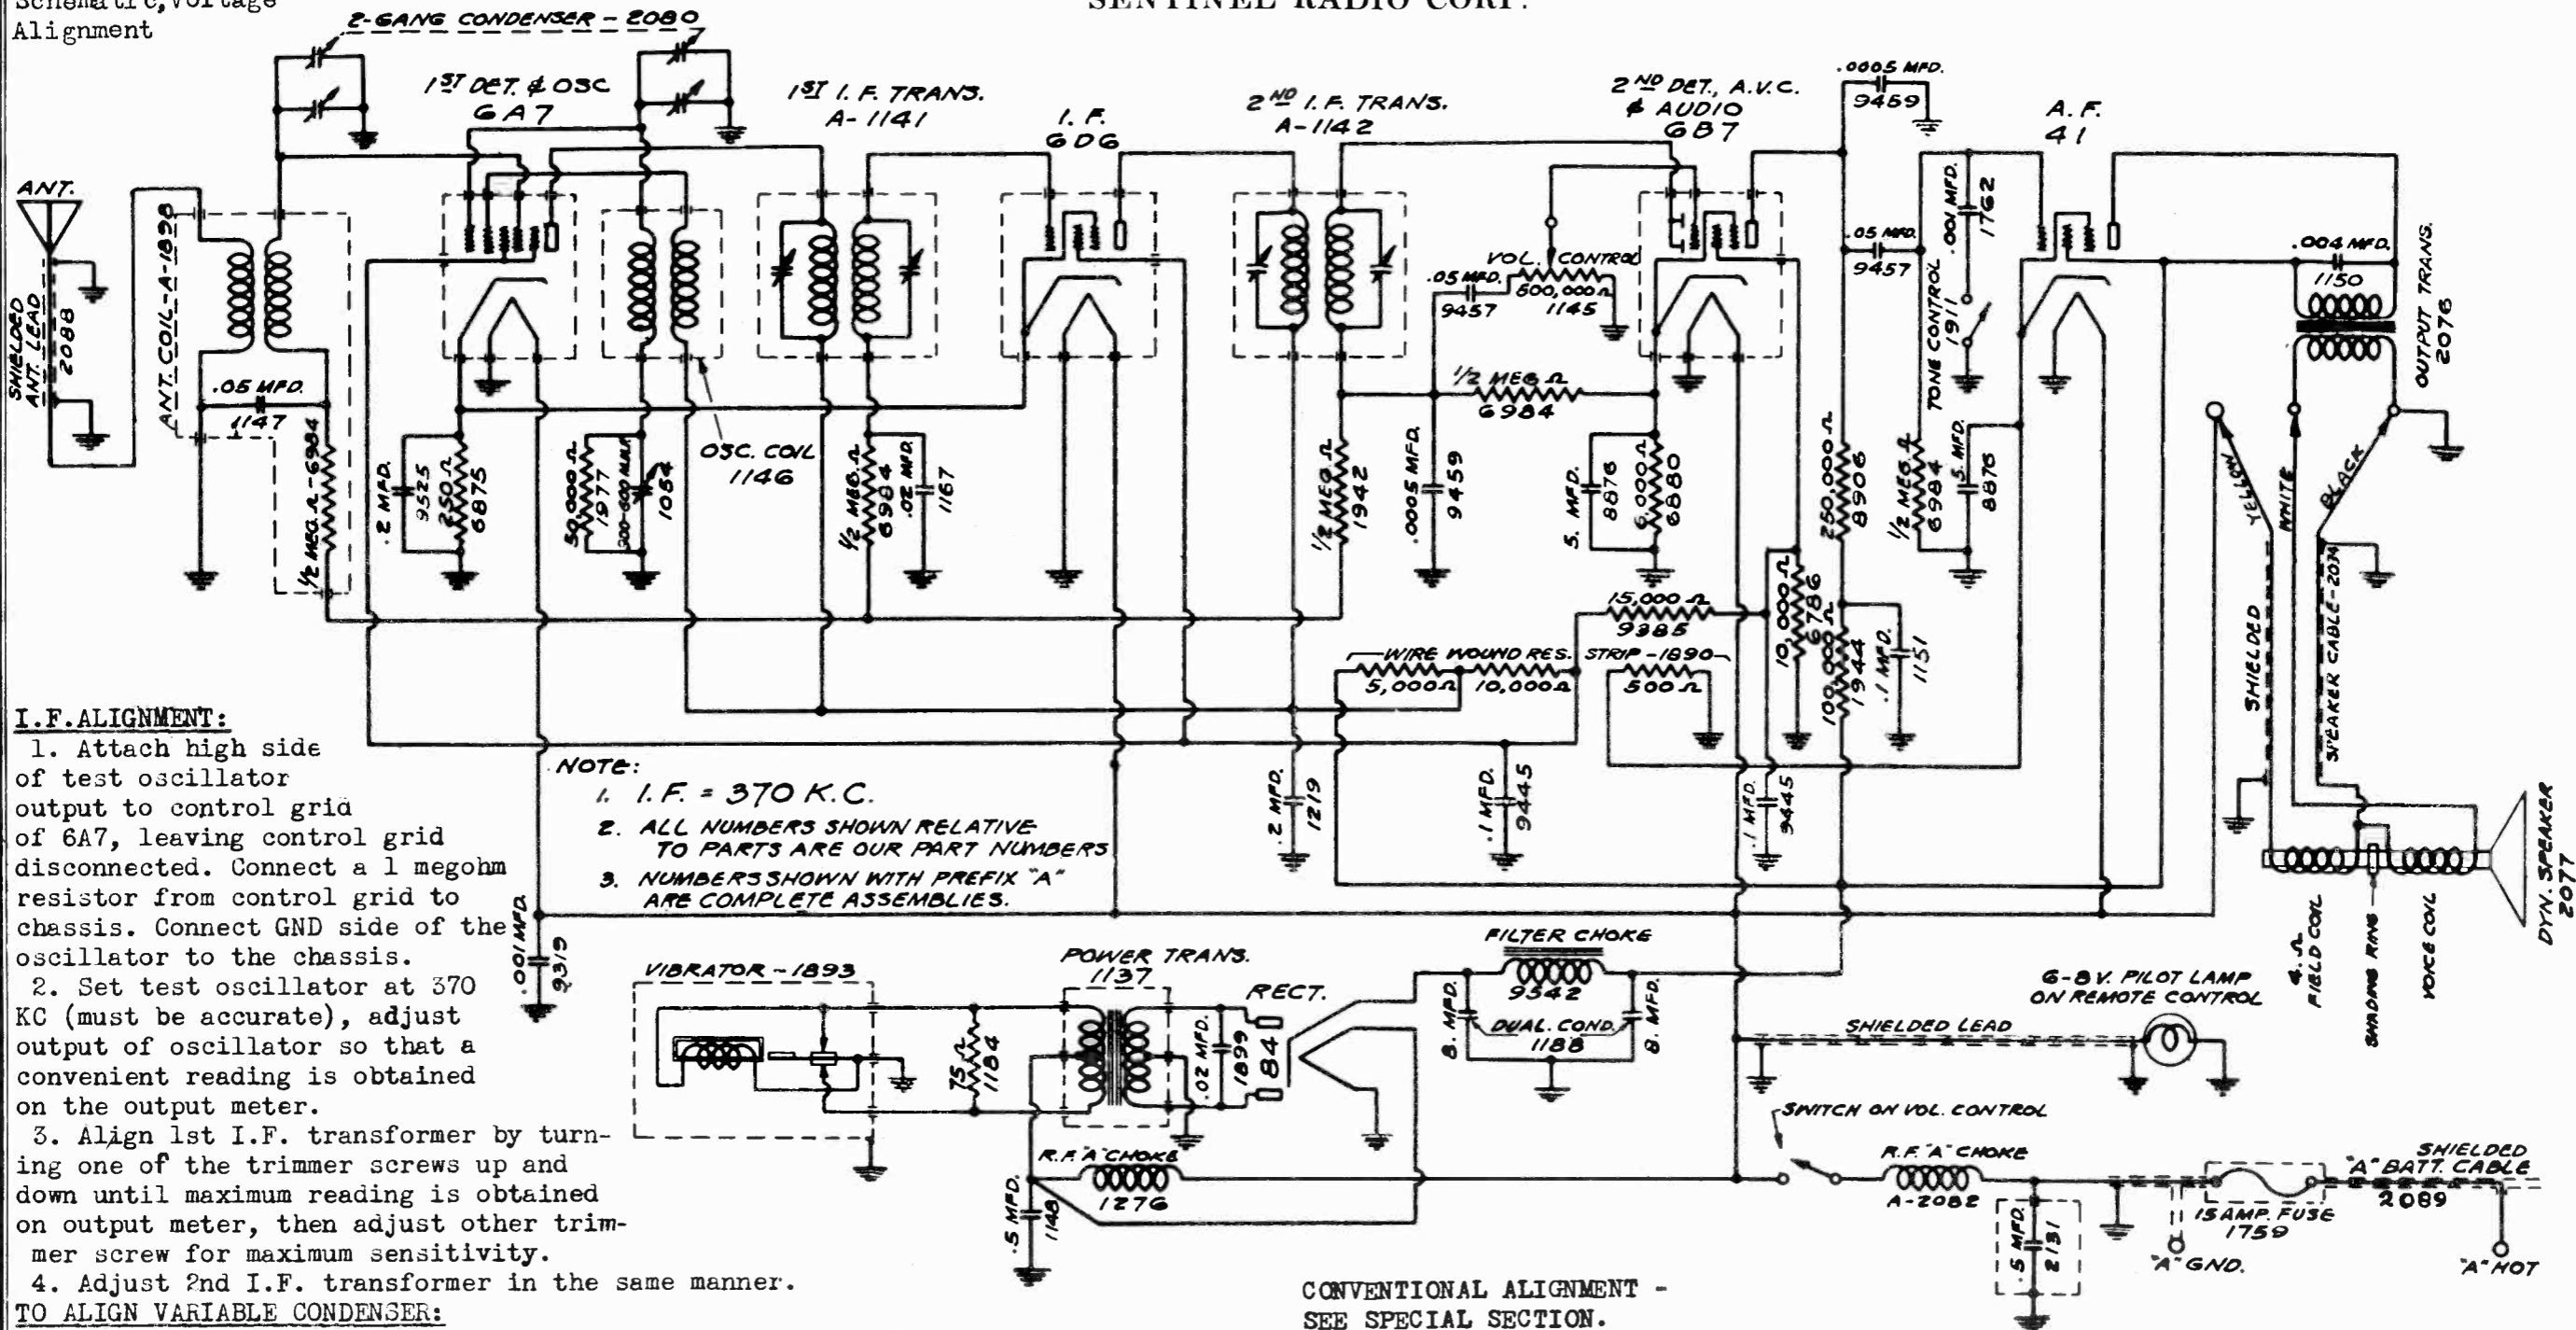 Schematic,Voltage
Alignment
SENTINEL RADIO CORP.
2-GANG CONDENSER - 2080
1ST DET. & OSC
6A7
1ST I.F. TRANS.
A-1141
I.F.
6D6
2ND I.F. TRANS.
A-1142
2ND DET., A.V.C.
& AUDIO
6B7
.0005 MFD.
9459
A.F.
41
ANT.
SHIELDED
ANT. LEAD
2088
ANT. COIL-A-1898
.05 MFD.
1147
1/2 MEG.Ω-6984
.2 MFD.
9525
250 Ω
6875
50,000 Ω
1977
1054
OSC. COIL
1146
1/2 MEG.Ω
6984
.02 MFD.
1167
1/2 MEG Ω
1942
.0005 MFD.
9459
.05 MFD.
9457
VOL. CONTROL
500,000 Ω
1145
1/2 MEG Ω
6984
5. MFD.
8876
6,000 Ω
6880
.05 MFD.
9457
.001 MFD.
1762
TONE CONTROL
1911
250,000 Ω
8906
1/2 MEG Ω
6984
5. MFD.
8876
.004 MFD.
1150
OUTPUT TRANS.
2076
YELLOW
WHITE
BLACK
SHIELDED
SPEAKER CABLE-2034
15,000 Ω
9385
10,000 Ω
6786
100,000 Ω
1944
.1 MFD.
1151
WIRE WOUND RES. STRIP-1890
5,000Ω
10,000Ω
500 Ω
.2 MFD.
1219
.1 MFD.
9445
.1 MFD.
9445
4. Ω
FIELD COIL
SHADING RING
VOICE COIL
DYN. SPEAKER
2077
I.F.ALIGNMENT:
1. Attach high side
of test oscillator
output to control grid
of 6A7, leaving control grid
disconnected. Connect a 1 megohm
resistor from control grid to
chassis. Connect GND side of the
oscillator to the chassis.
2. Set test oscillator at 370
KC (must be accurate), adjust
output of oscillator so that a
convenient reading is obtained
on the output meter.
3. Align 1st I.F. transformer by turn-
ing one of the trimmer screws up and
down until maximum reading is obtained
on output meter, then adjust other trim-
mer screw for maximum sensitivity.
4. Adjust 2nd I.F. transformer in the same manner.
TO ALIGN VARIABLE CONDENSER:
NOTE:
1. I.F. = 370 K.C.
2. ALL NUMBERS SHOWN RELATIVE
TO PARTS ARE OUR PART NUMBERS
3. NUMBERS SHOWN WITH PREFIX "A"
ARE COMPLETE ASSEMBLIES.
.001 MFD.
9319
VIBRATOR - 1893
75 Ω
1184
POWER TRANS.
1137
.02 MFD.
1899
RECT.
84
FILTER CHOKE
9542
8. MFD.
DUAL. COND.
1188
8. MFD.
6-8 V. PILOT LAMP
ON REMOTE CONTROL
SHIELDED LEAD
.5 MFD.
1148
R.F."A" CHOKE
1276
SWITCH ON VOL. CONTROL
R.F."A" CHOKE
A-2082
.5 MFD.
2131
"A" GND.
15 AMP. FUSE
1759
SHIELDED
"A" BATT. CABLE
2089
"A" HOT
CONVENTIONAL ALIGNMENT -
SEE SPECIAL SECTION.